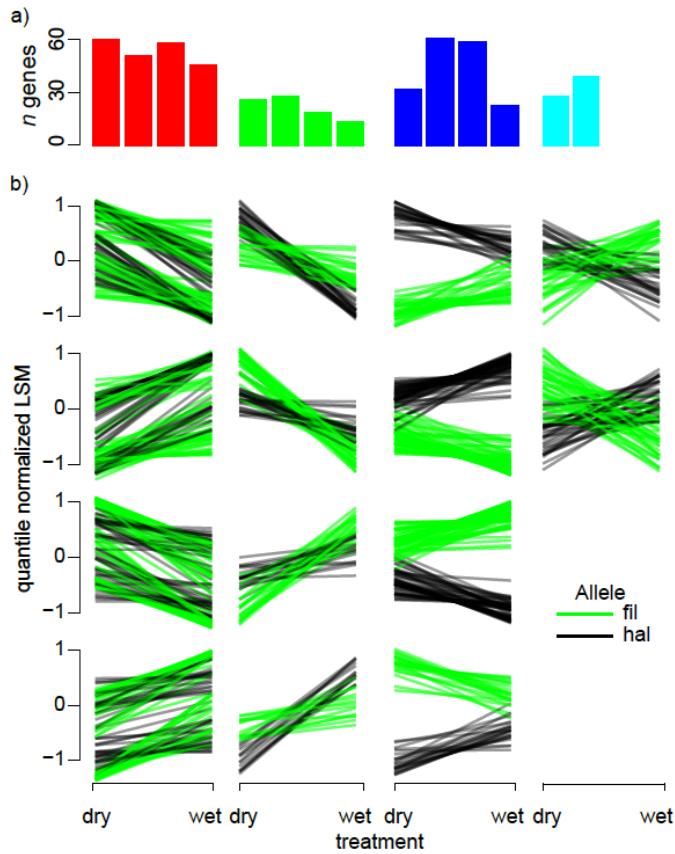 a)
n genes
60
30
0
b)
quantile normalized LSM
1
0
−1
1
0
−1
1
0
−1
1
0
−1
Allele
fil
hal
dry wet dry wet dry wet dry wet
treatment